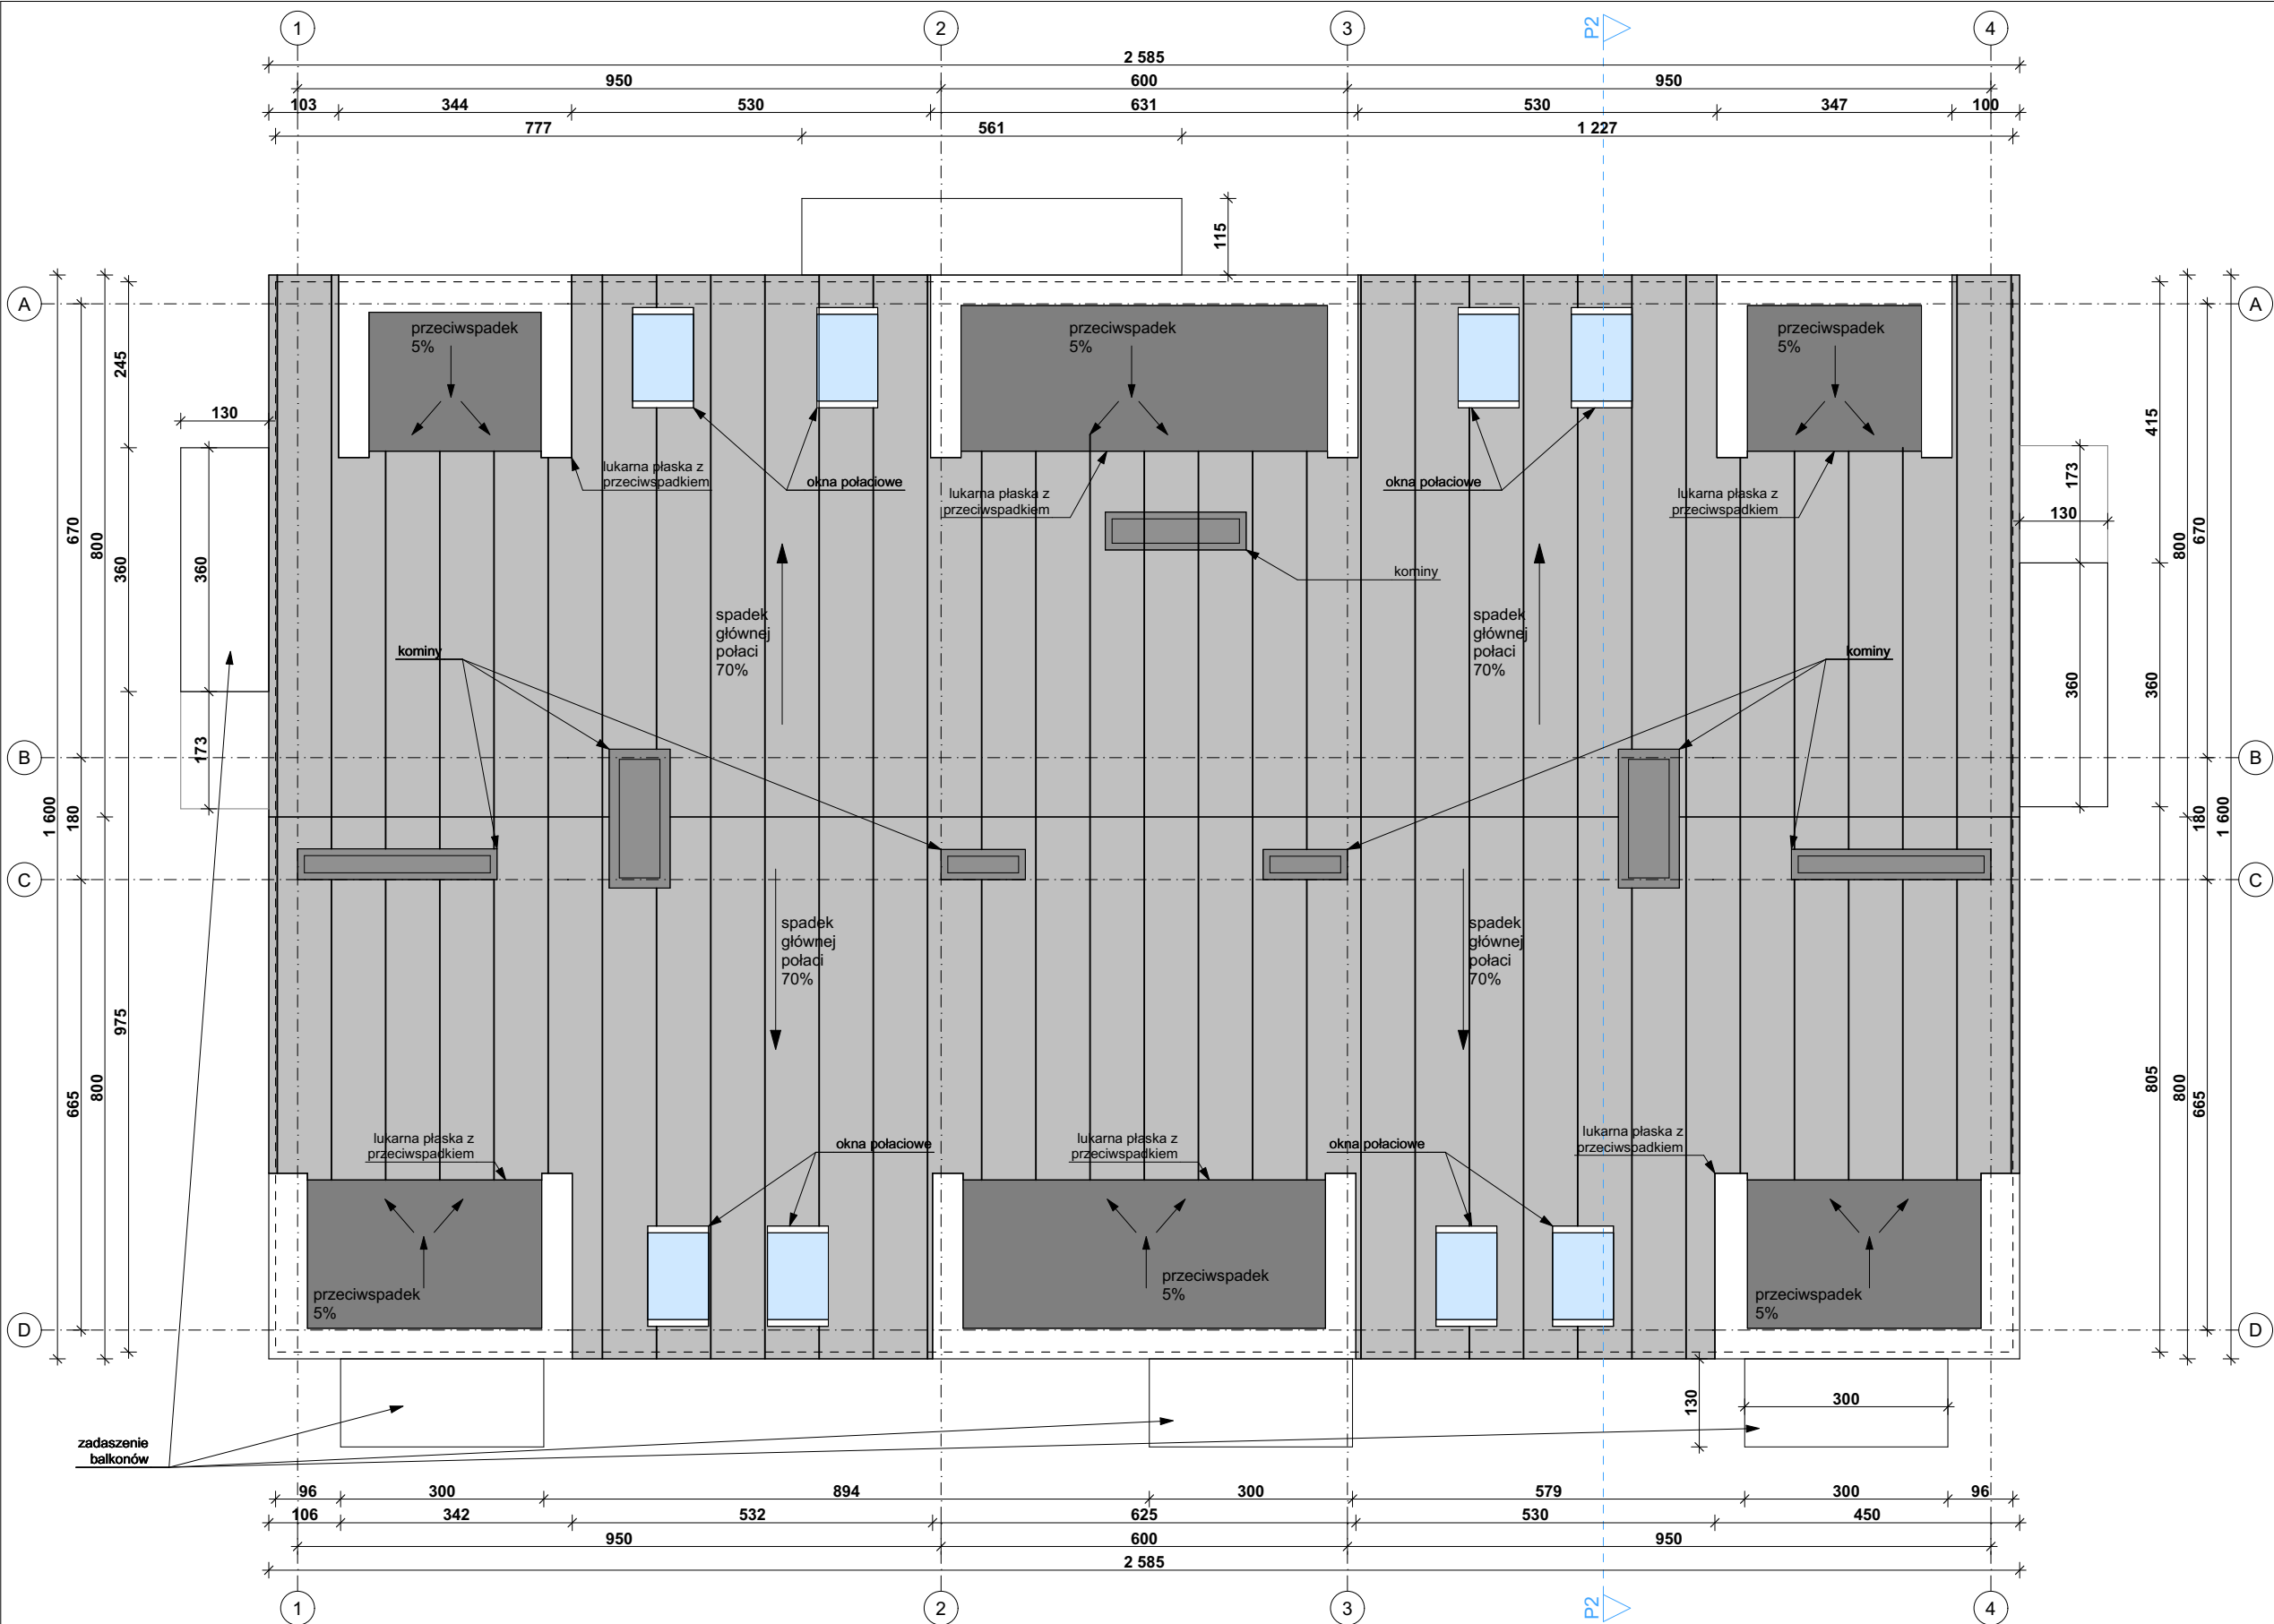 1
2
3
P2
4
2 585
950
600
950
103
344
530
631
530
347
100
777
561
1 227
115
A
A
przeciwspadek
5%
przeciwspadek
5%
przeciwspadek
5%
245
130
415
173
130
lukarna płaska z
przeciwspadkiem
okna połaciowe
lukarna płaska z
przeciwspadkiem
okna połaciowe
lukarna płaska z
przeciwspadkiem
kominy
670
800
360
360
800
670
360
360
spadek
głównej
połaci
70%
spadek
głównej
połaci
70%
kominy
kominy
173
B
B
1 600
180
180
1 600
C
C
spadek
głównej
połaci
70%
spadek
głównej
połaci
70%
975
665
800
805
800
665
lukarna płaska z
przeciwspadkiem
okna połaciowe
lukarna płaska z
przeciwspadkiem
okna połaciowe
lukarna płaska z
przeciwspadkiem
przeciwspadek
5%
przeciwspadek
5%
przeciwspadek
5%
D
D
130
300
zadaszenie
balkonów
96
300
894
300
579
300
96
106
342
532
625
530
450
950
600
950
2 585
1
2
3
P2
4